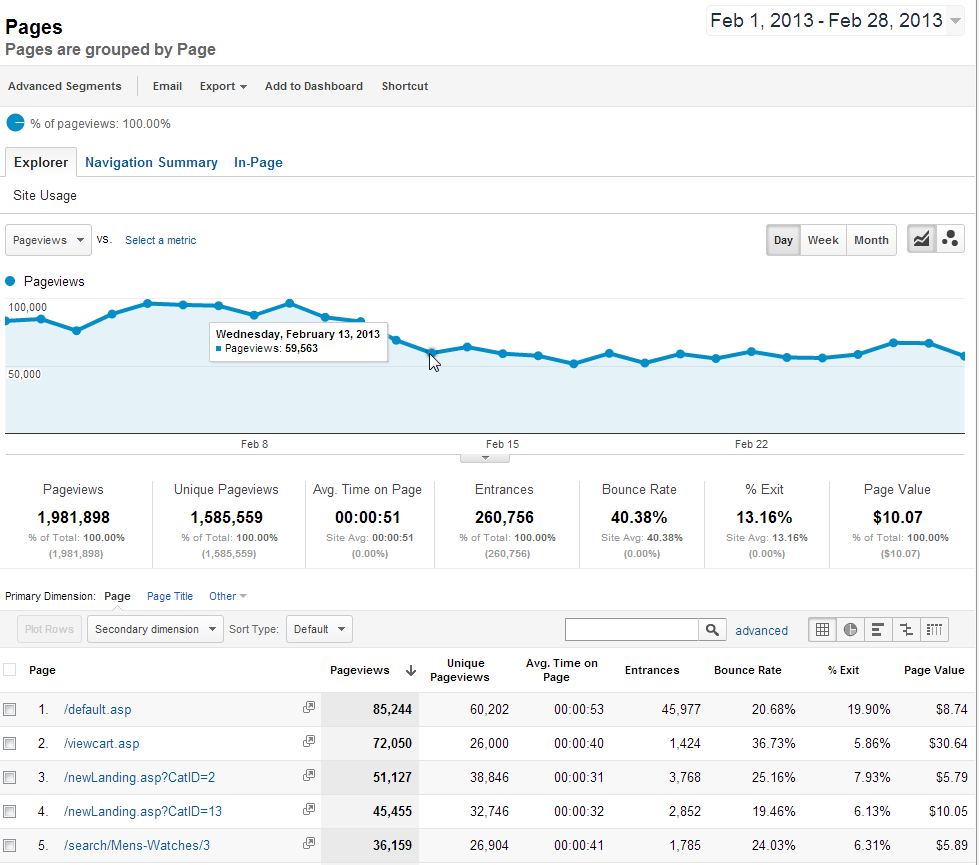 Pages
Feb 1, 2013 - Feb 28, 2013
Pages are grouped by Page
Advanced Segments Email Export Add to Dashboard Shortcut
% of pageviews: 100.00%
Explorer Navigation Summary In-Page
Site Usage
Pageviews vs. Select a metric Day Week Month
Pageviews
100,000
Wednesday, February 13, 2013
Pageviews: 59,563
50,000
Feb 8 Feb 15 Feb 22
Pageviews Unique Pageviews Avg. Time on Page Entrances Bounce Rate % Exit Page Value
1,981,898 1,585,559 00:00:51 260,756 40.38% 13.16% $10.07
% of Total: 100.00% % of Total: 100.00% Site Avg: 00:00:51 % of Total: 100.00% Site Avg: 40.38% Site Avg: 13.16% % of Total: 100.00%
(1,981,898) (1,585,559) (0.00%) (260,756) (0.00%) (0.00%) ($10.07)
Primary Dimension: Page Page Title Other
Plot Rows Secondary dimension Sort Type: Default advanced
Page Pageviews Unique Pageviews Avg. Time on Page Entrances Bounce Rate % Exit Page Value
1. /default.asp 85,244 60,202 00:00:53 45,977 20.68% 19.90% $8.74
2. /viewcart.asp 72,050 26,000 00:00:40 1,424 36.73% 5.86% $30.64
3. /newLanding.asp?CatID=2 51,127 38,846 00:00:31 3,768 25.16% 7.93% $5.79
4. /newLanding.asp?CatID=13 45,455 32,746 00:00:32 2,852 19.46% 6.13% $10.05
5. /search/Mens-Watches/3 36,159 26,904 00:00:41 1,785 24.03% 6.31% $5.89